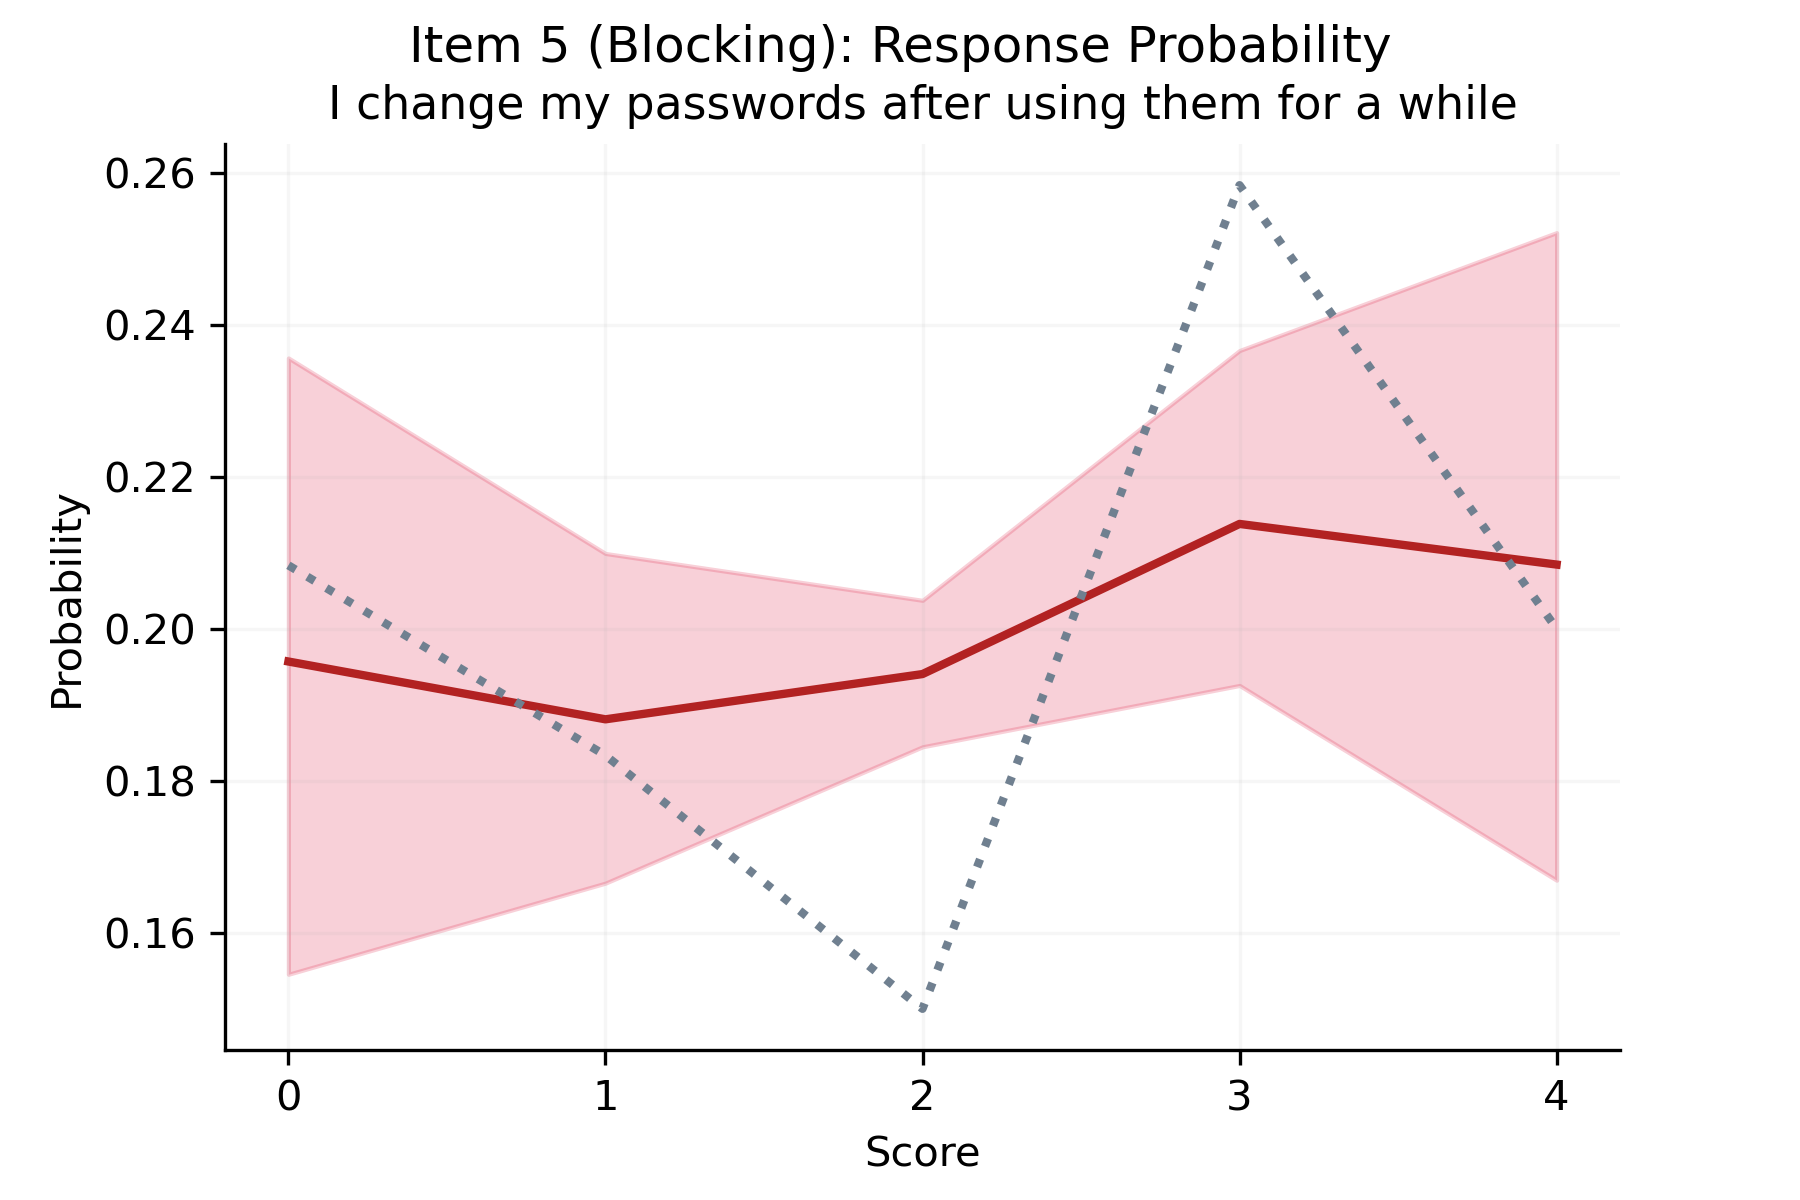 Item 5 (Blocking): Response Probability
I change my passwords after using them for a while
0.26
0.24
0.22
0.20
0.18
0.16
Probability
0 1 2 3 4
Score